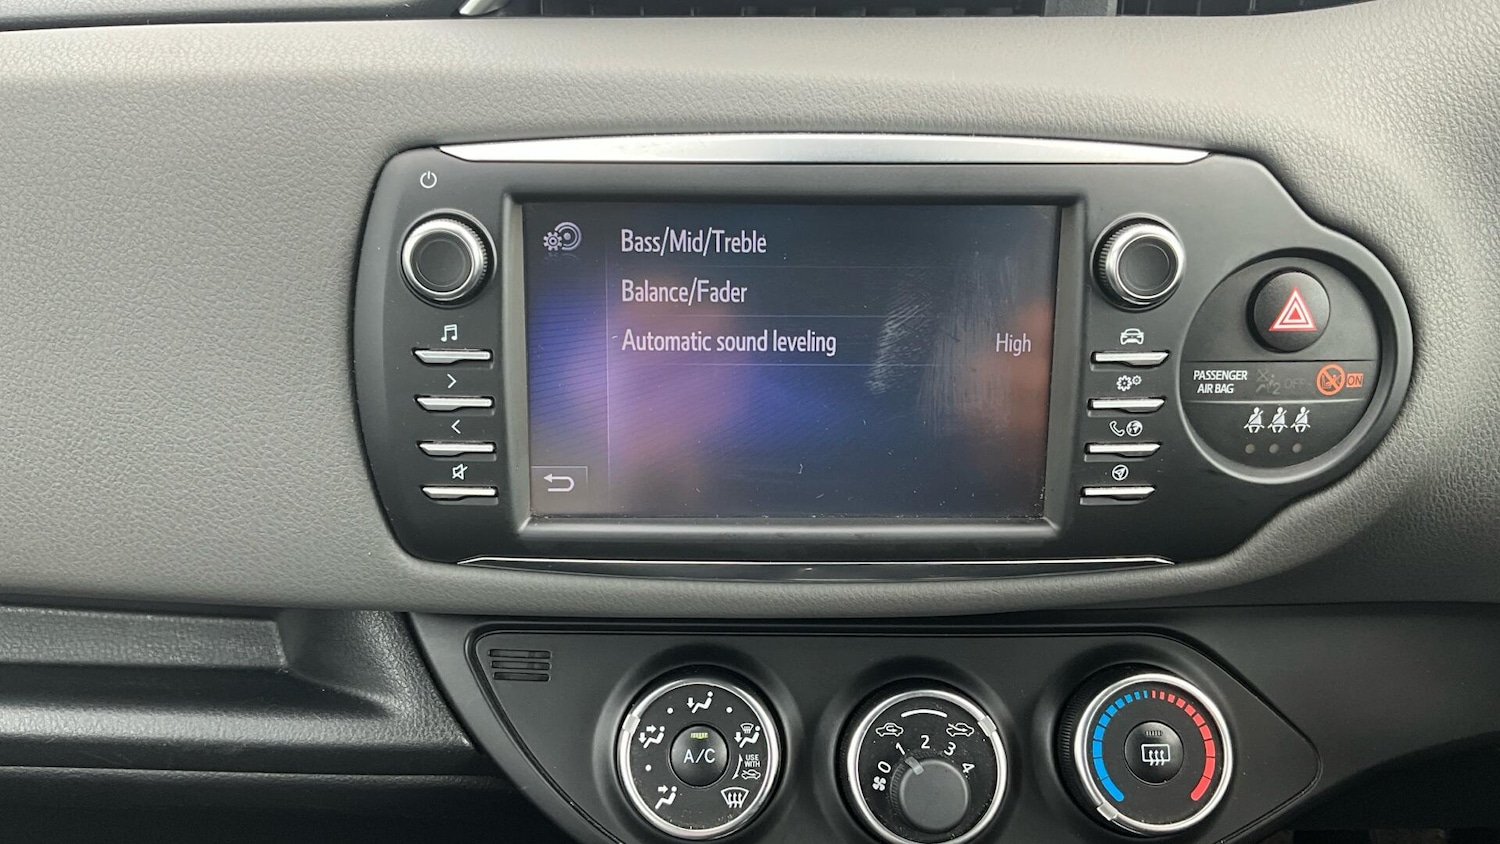 Bass/Mid/Treble
Balance/Fader
Automatic sound leveling High
PASSENGER
AIR BAG
2 OFF
ON
A/C
USE
WITH
0 1 2 3 4